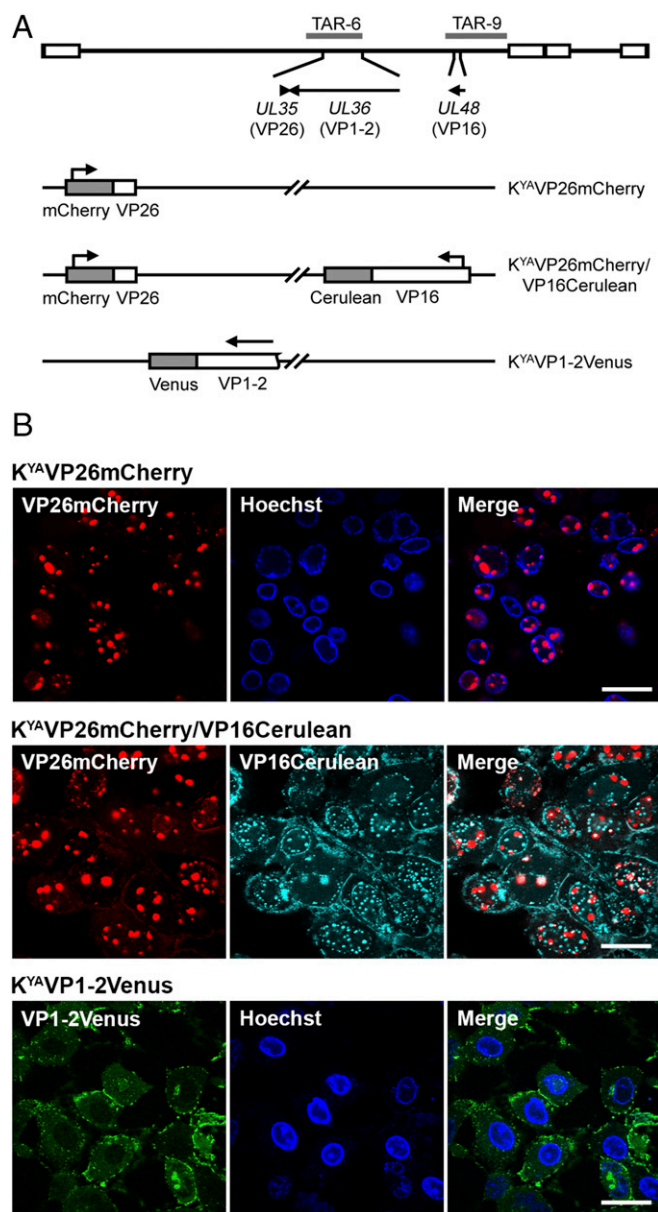 A
TAR-6 TAR-9
UL35 UL36 UL48
(VP26) (VP1-2) (VP16)
mCherry VP26 KYAVP26mCherry
mCherry VP26 Cerulean VP16 KYAVP26mCherry/
VP16Cerulean
Venus VP1-2 KYAVP1-2Venus
B
KYAVP26mCherry
VP26mCherry Hoechst Merge
KYAVP26mCherry/VP16Cerulean
VP26mCherry VP16Cerulean Merge
KYAVP1-2Venus
VP1-2Venus Hoechst Merge